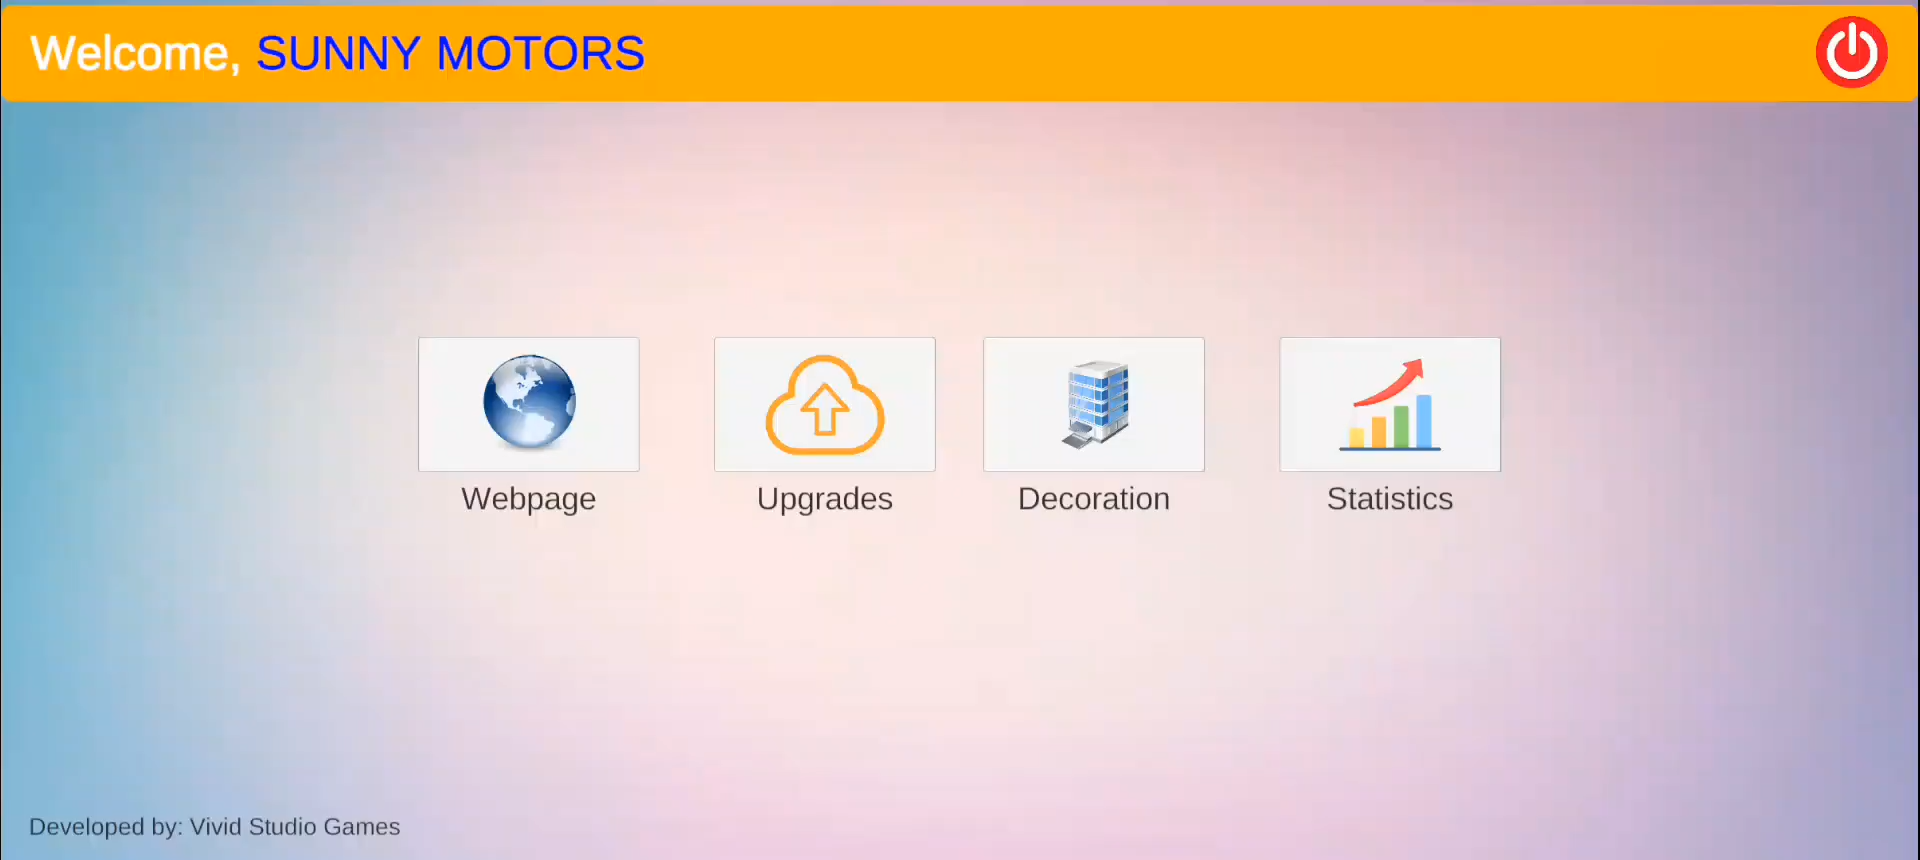 Welcome, SUNNY MOTORS
Webpage
Upgrades
Decoration
Statistics
Developed by: Vivid Studio Games